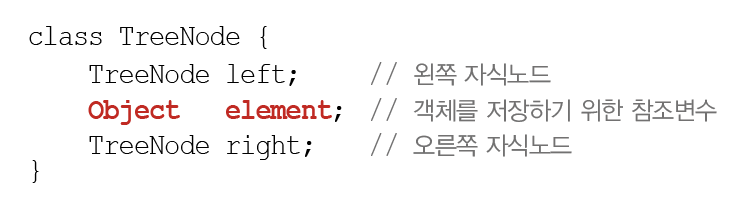 class TreeNode {
    TreeNode left;     // 왼쪽 자식노드
    Object   element;  // 객체를 저장하기 위한 참조변수
    TreeNode right;    // 오른쪽 자식노드
}